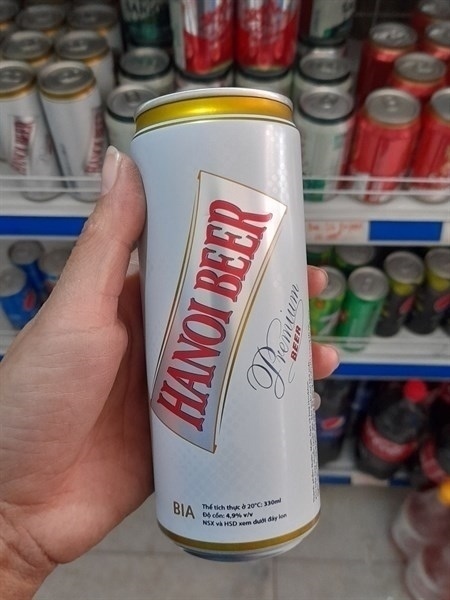 HANOI BEER
Premium
BEER
BIA
Thể tích thực ở 20°C: 330ml
Độ cồn: 4,9% v/v
NSX và HSD xem dưới đáy lon